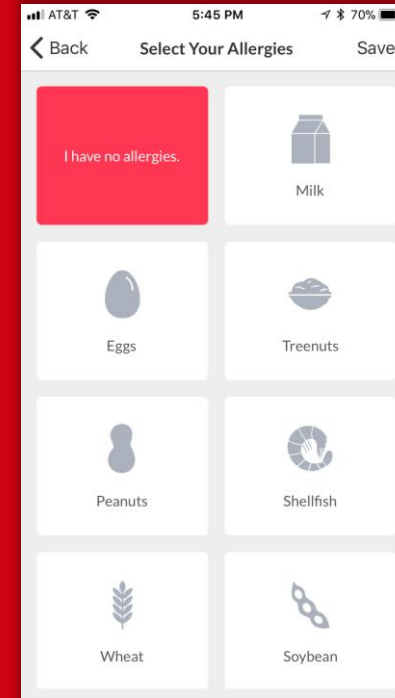 AT&T 5:45 PM 70%
Back Select Your Allergies Save
I have no allergies. Milk
Eggs Treenuts
Peanuts Shellfish
Wheat Soybean